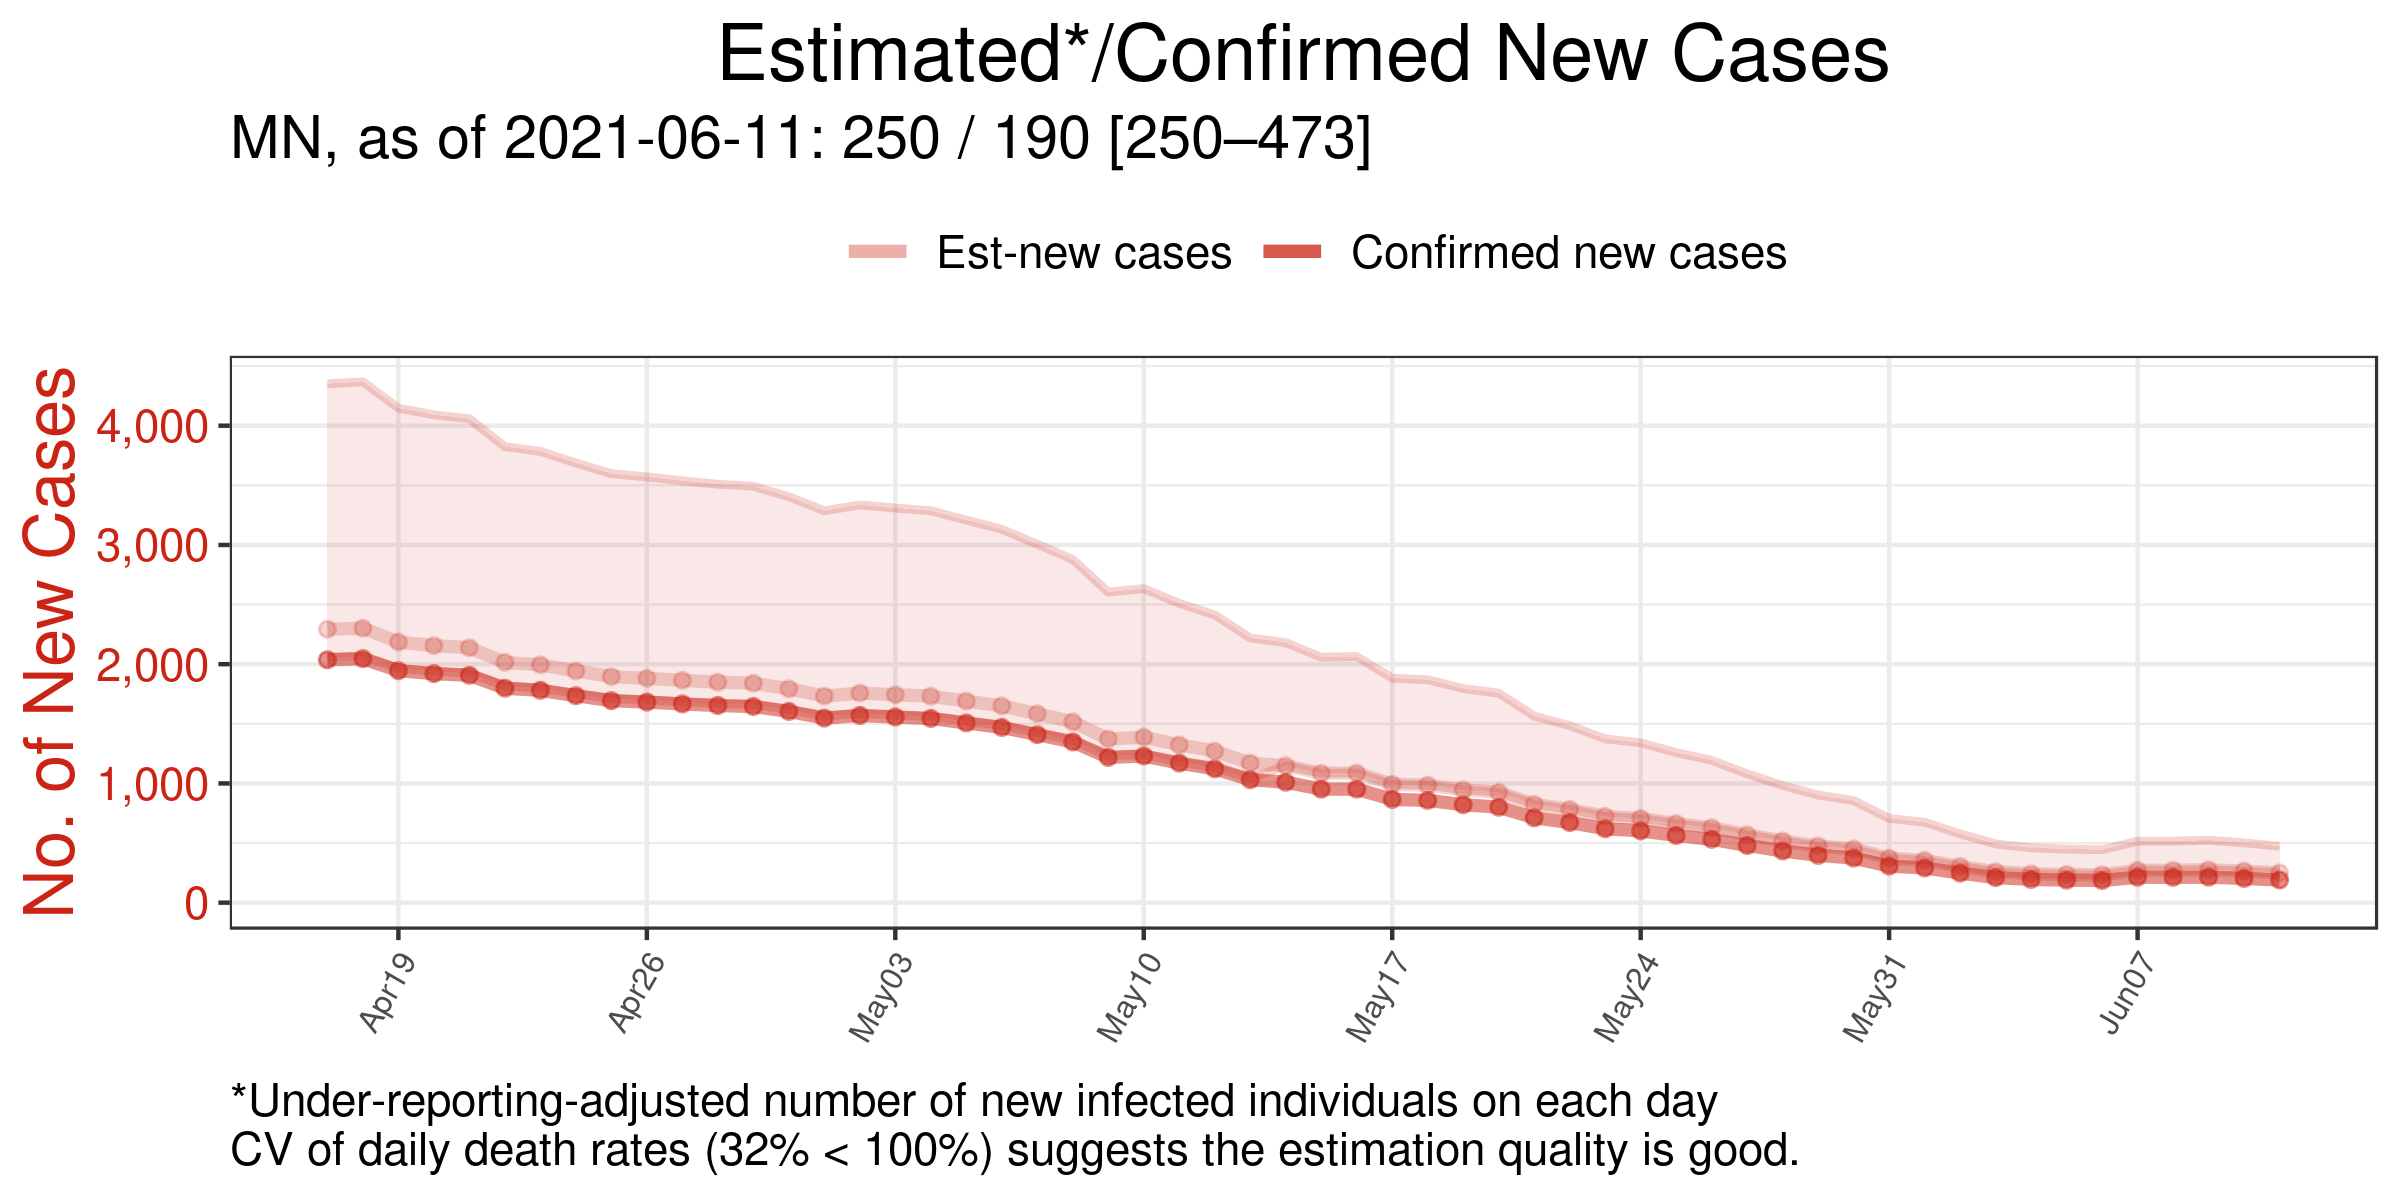 Estimated*/Confirmed New Cases
MN, as of 2021-06-11: 250 / 190 [250–473]
Est-new cases
Confirmed new cases
No. of New Cases
4,000
3,000
2,000
1,000
0
Apr19
Apr26
May03
May10
May17
May24
May31
Jun07
*Under-reporting-adjusted number of new infected individuals on each day
CV of daily death rates (32% < 100%) suggests the estimation quality is good.